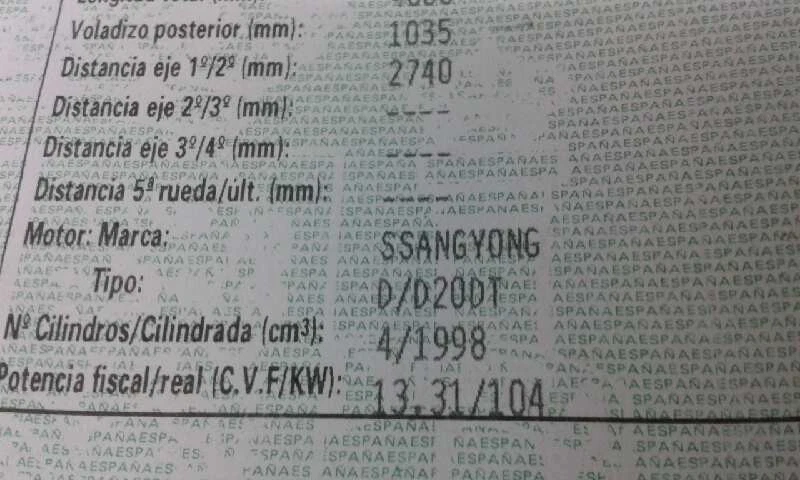 Voladizo posterior (mm): 1035
Distancia eje 1º/2º (mm): 2740
Distancia eje 2º/3º (mm): ----
Distancia eje 3º/4º (mm): ----
Distancia 5ª rueda/últ. (mm): ----
Motor: Marca: SSANGYONG
Tipo: D/D20DT
Nº Cilindros/Cilindrada (cm³): 4/1998
Potencia fiscal/real (C.V.F/KW): 13.31/104